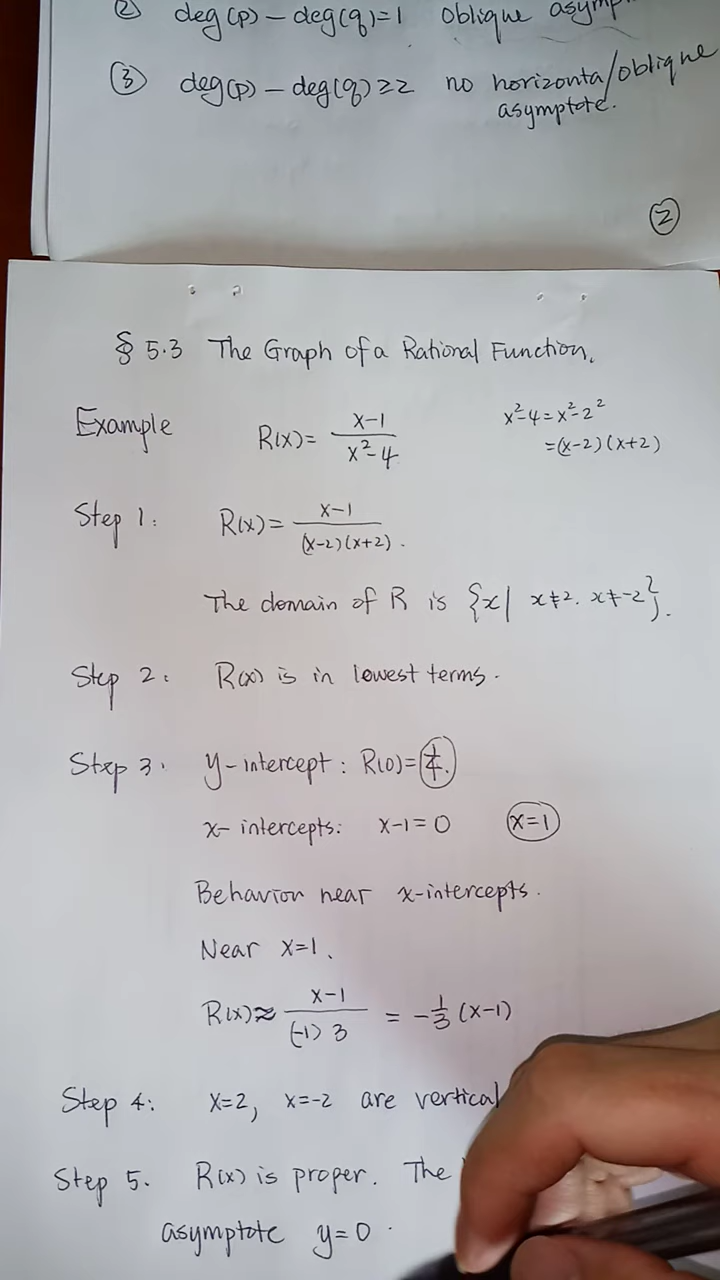 ② deg(p) - deg(q)=1 oblique
③ deg(p) - deg(q) ≥2 no horizonta/oblique
asymptote.
②
§ 5.3 The Graph of a Rational Function.
Example R(x)= (x-1)/(x²-4) x²-4=x²-2²
=(x-2)(x+2)
Step 1: R(x)= (x-1)/((x-2)(x+2)).
The domain of R is {x| x≠2. x≠-2}.
Step 2: R(x) is in lowest terms.
Step 3. y-intercept: R(0)=1/4.
x-intercepts: x-1=0 x=1
Behavior near x-intercepts.
Near x=1.
R(x)≈ (x-1)/((-1)3) = -1/3 (x-1)
Step 4: x=2, x=-2 are vertical
Step 5. R(x) is proper. The
asymptote y=0.